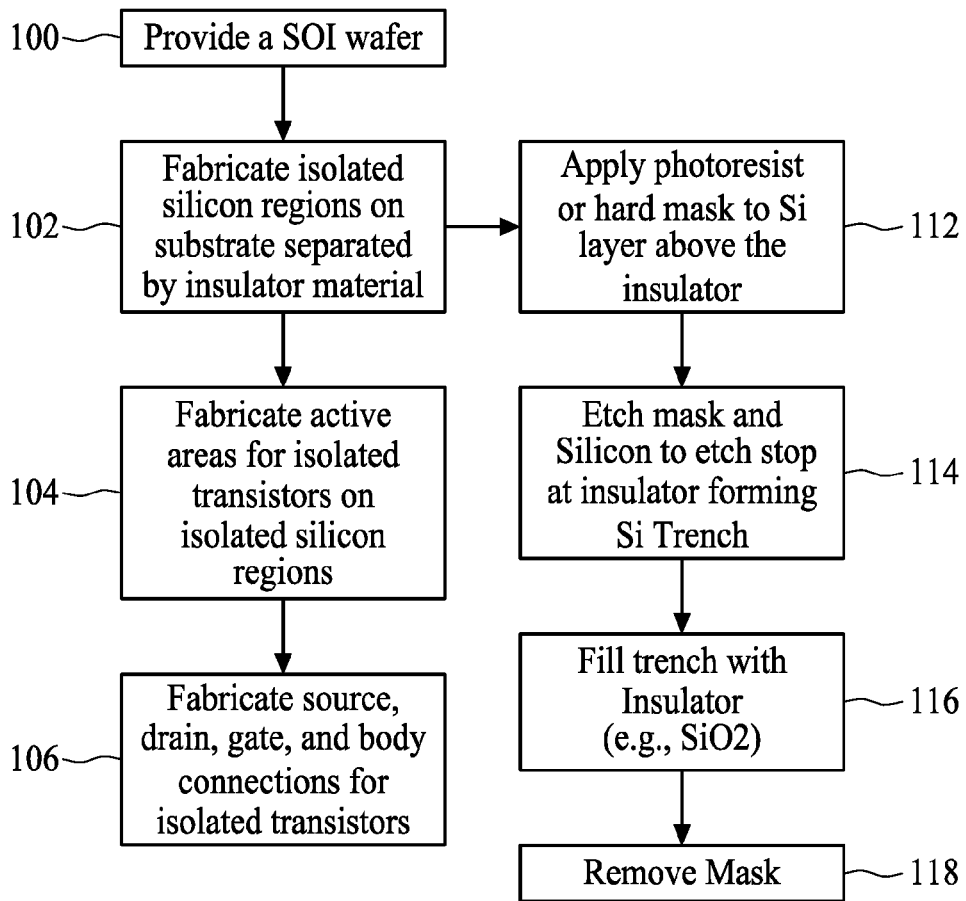 100
Provide a SOI wafer
102
Fabricate isolated
silicon regions on
substrate separated
by insulator material
104
Fabricate active
areas for isolated
transistors on
isolated silicon
regions
106
Fabricate source,
drain, gate, and body
connections for
isolated transistors
Apply photoresist
or hard mask to Si
layer above the
insulator
112
Etch mask and
Silicon to etch stop
at insulator forming
Si Trench
114
Fill trench with
Insulator
(e.g., SiO2)
116
Remove Mask
118